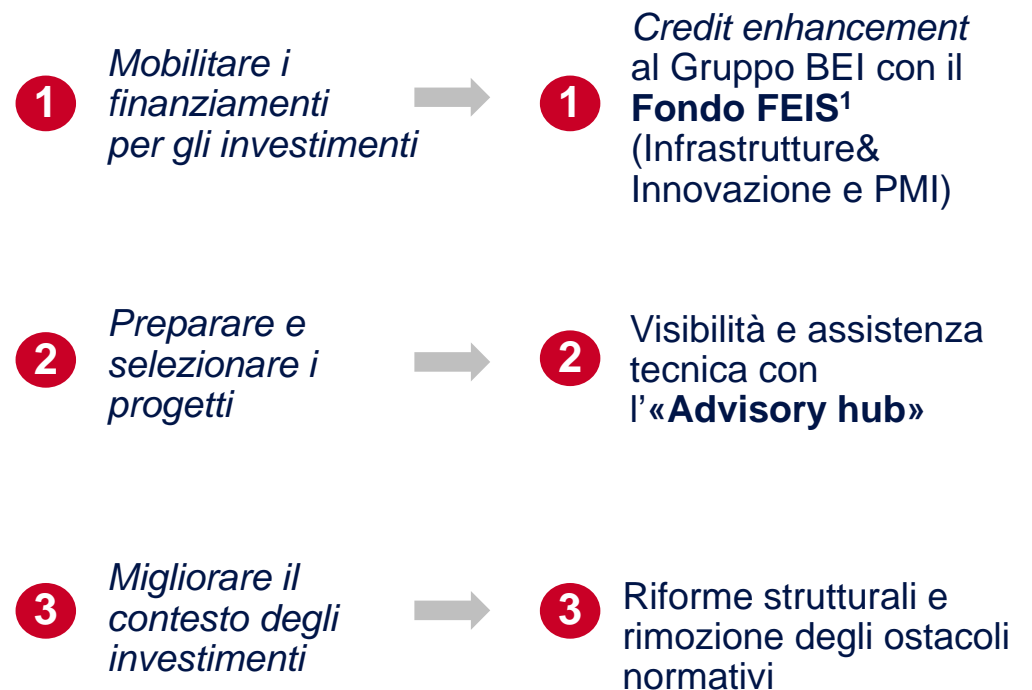 1
Mobilitare i
finanziamenti
per gli investimenti
1
Credit enhancement
al Gruppo BEI con il
Fondo FEIS¹
(Infrastrutture&
Innovazione e PMI)
2
Preparare e
selezionare i
progetti
2
Visibilità e assistenza
tecnica con
l’«Advisory hub»
3
Migliorare il
contesto degli
investimenti
3
Riforme strutturali e
rimozione degli ostacoli
normativi